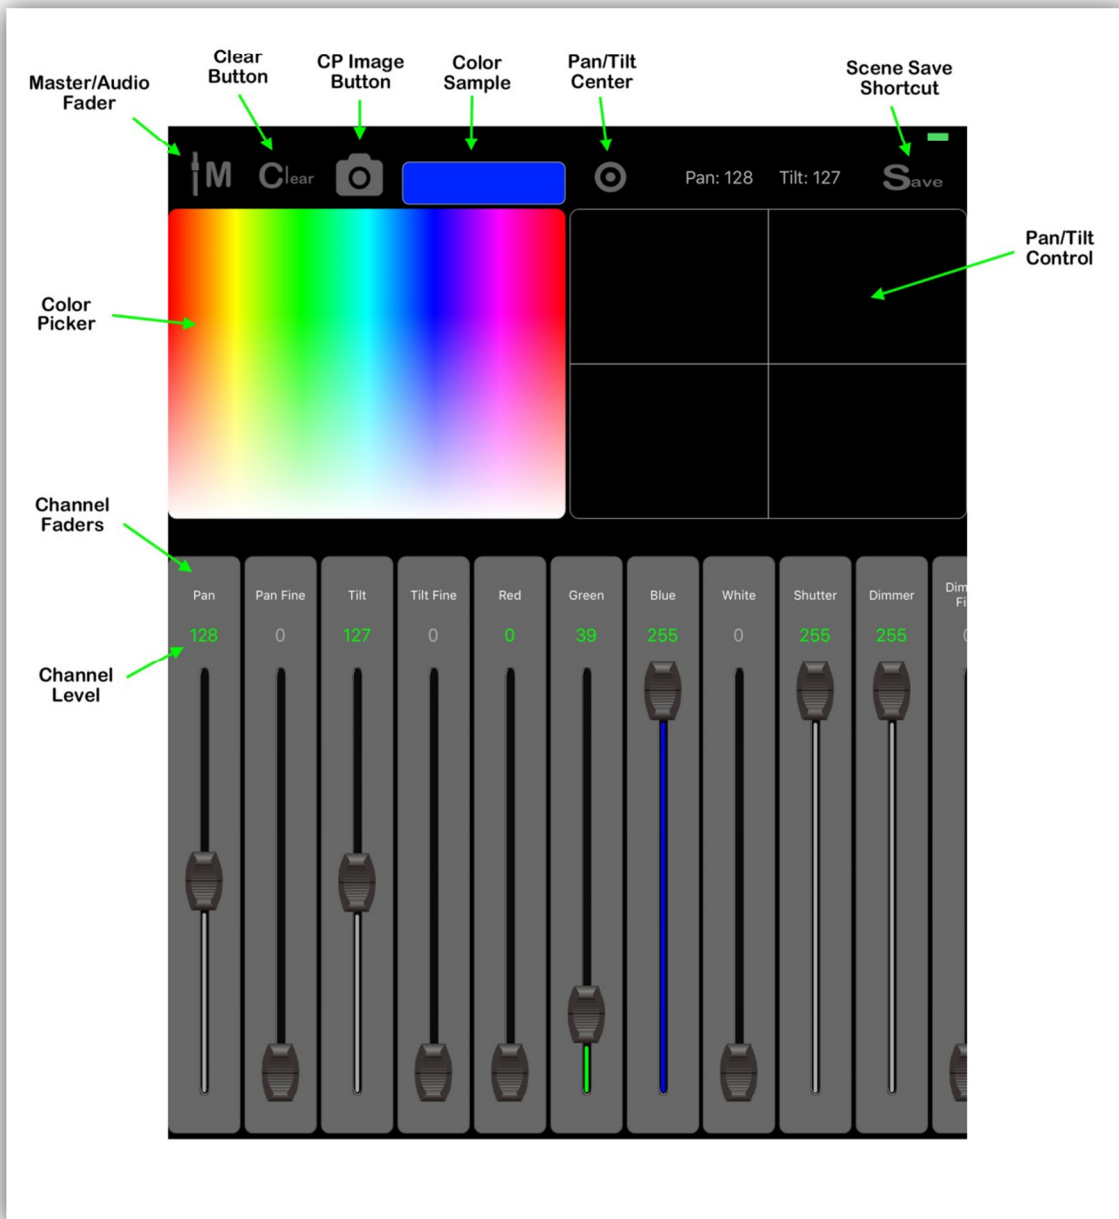 Clear
Button
CP Image
Button
Color
Sample
Pan/Tilt
Center
Scene Save
Shortcut
Master/Audio
Fader
M
Clear
Pan: 128
Tilt: 127
Save
Pan/Tilt
Control
Color
Picker
Channel
Faders
Pan
Pan Fine
Tilt
Tilt Fine
Red
Green
Blue
White
Shutter
Dimmer
128
0
127
0
0
39
255
0
255
255
Channel
Level